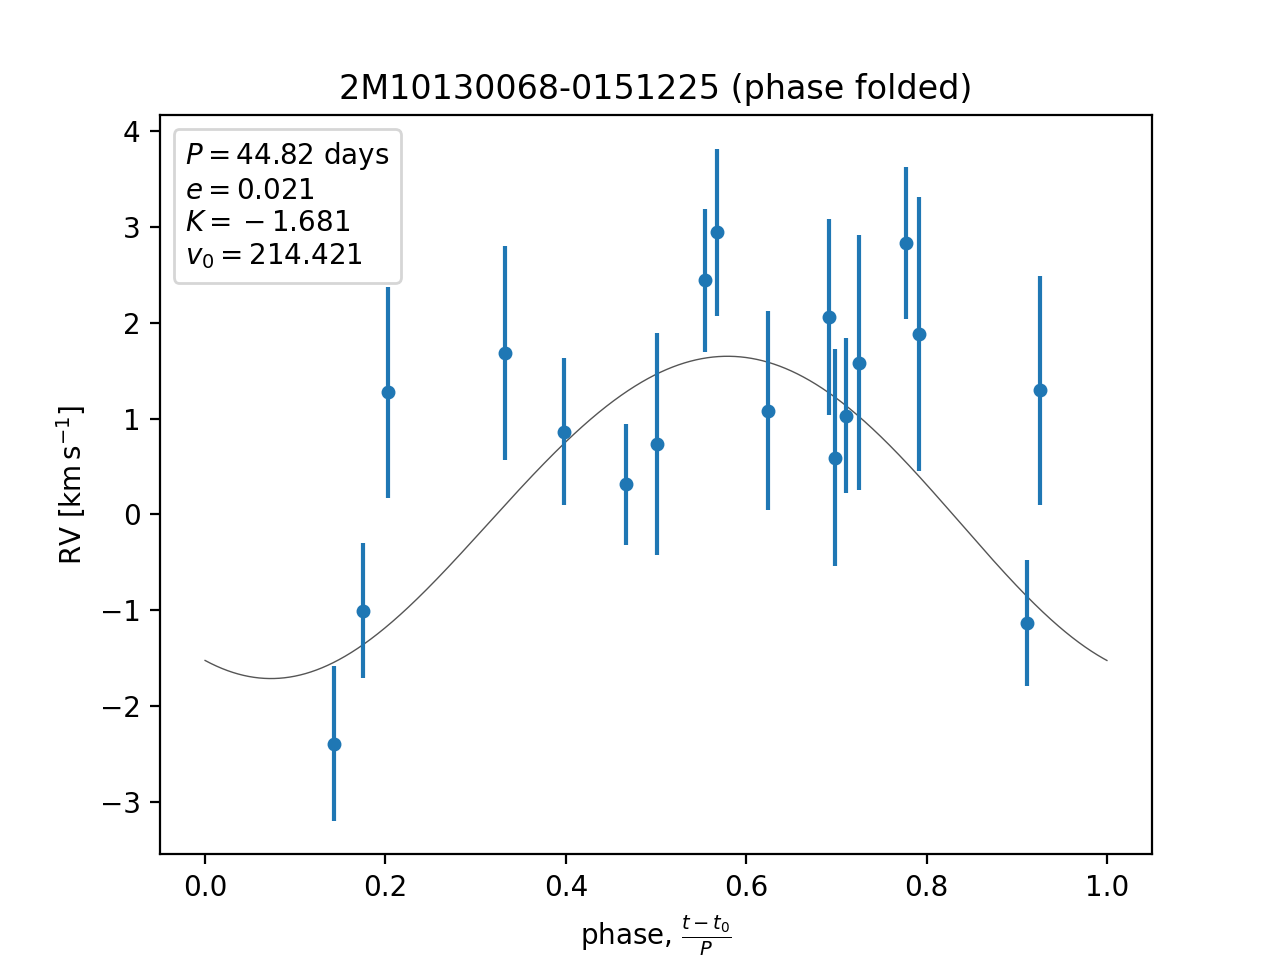 2M10130068-0151225 (phase folded)
P = 44.82 days
e = 0.021
K = −1.681
v₀ = 214.421
4
3
2
1
0
−1
−2
−3
RV [km s⁻¹]
0.0 0.2 0.4 0.6 0.8 1.0
phase, (t − t₀)/P